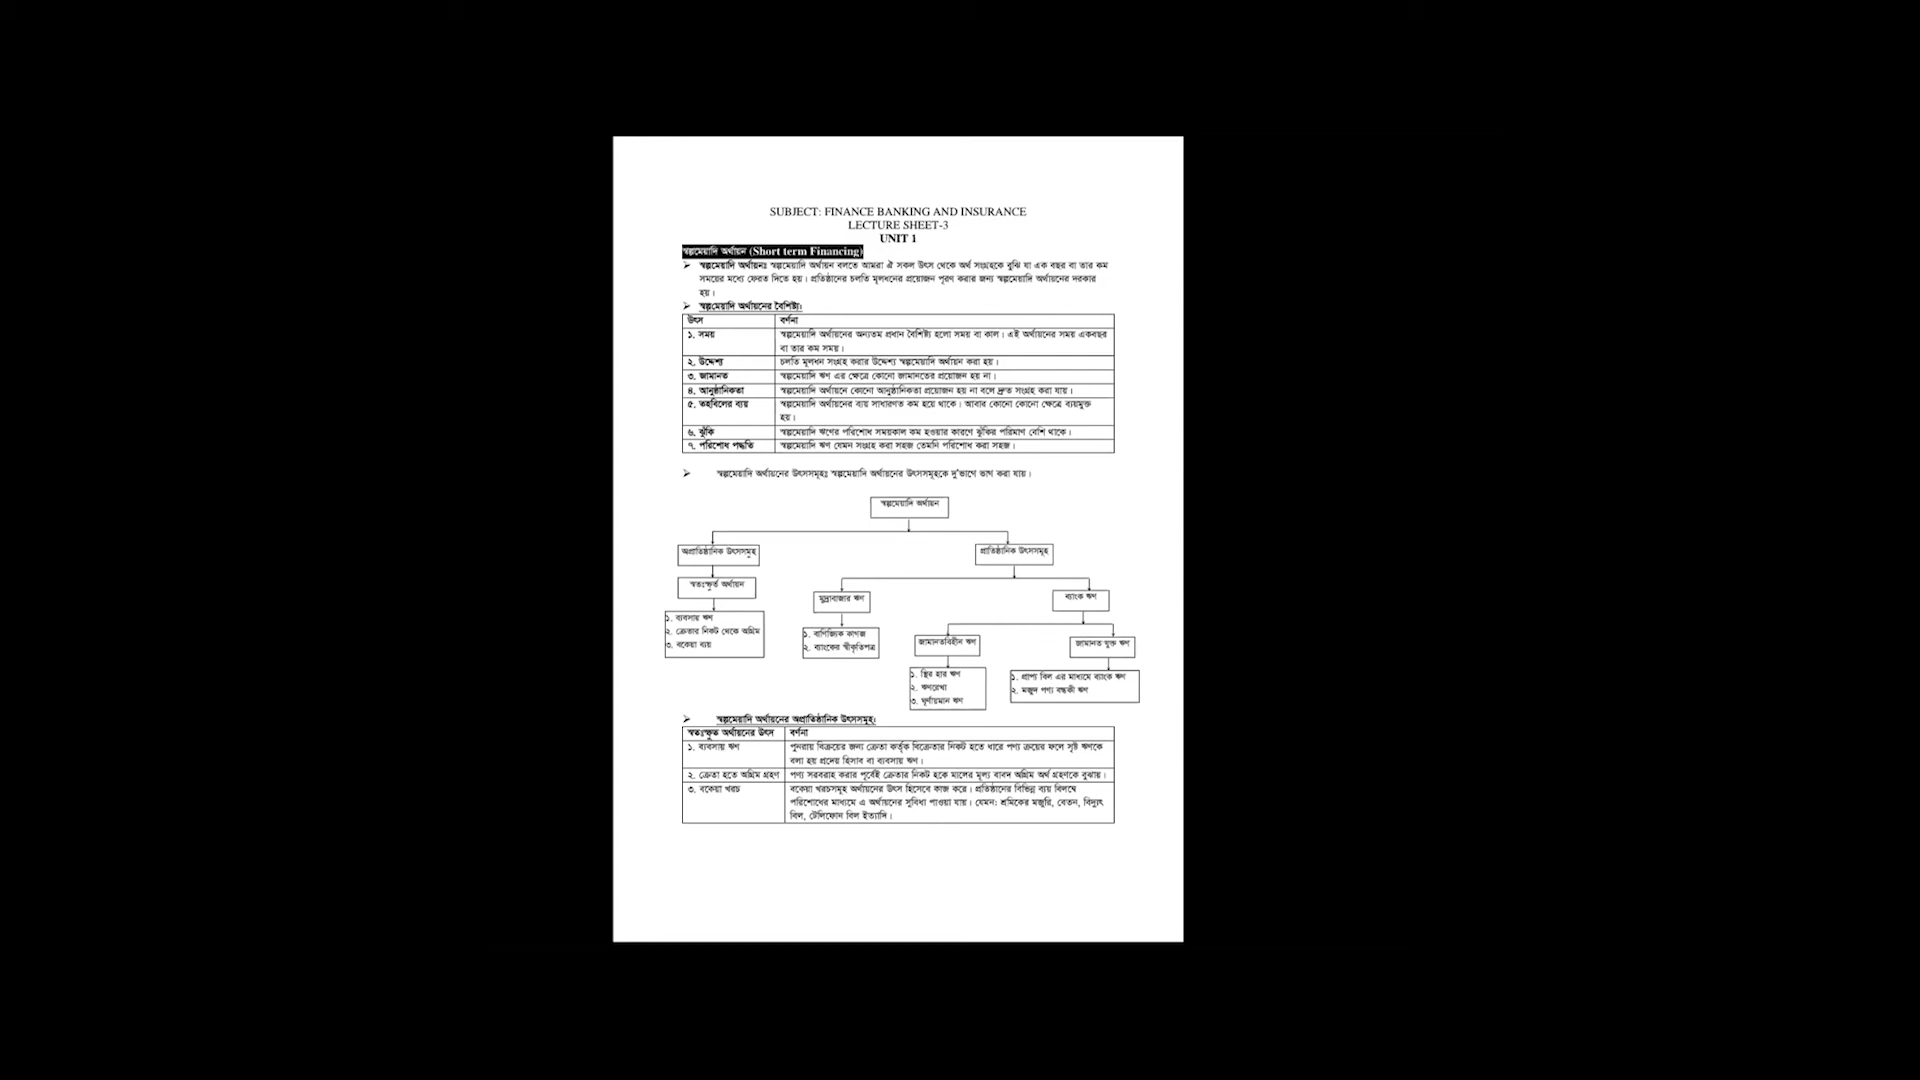 SUBJECT: FINANCE BANKING AND INSURANCE
LECTURE SHEET-3
UNIT 1
স্বল্পমেয়াদি অর্থায়ন (Short term Financing)
➢ স্বল্পমেয়াদি অর্থায়নঃ স্বল্পমেয়াদি অর্থায়ন বলতে আমরা ঐ সকল উৎস থেকে অর্থ সংগ্রহকে বুঝি যা এক বছর বা তার কম
সময়ের মধ্যে ফেরত দিতে হয়। প্রতিষ্ঠানের চলতি মূলধনের প্রয়োজন পূরণ করার জন্য স্বল্পমেয়াদি অর্থায়নের দরকার
হয়।
➢ স্বল্পমেয়াদি অর্থায়নের বৈশিষ্ট্য:
উৎস বর্ণনা
১. সময় স্বল্পমেয়াদি অর্থায়নের অন্যতম প্রধান বৈশিষ্ট্য হলো সময় বা কাল। এই অর্থায়নের সময় একবছর
বা তার কম সময়।
২. উদ্দেশ্য চলতি মূলধন সংগ্রহ করার উদ্দেশ্য স্বল্পমেয়াদি অর্থায়ন করা হয়।
৩. জামানত স্বল্পমেয়াদি ঋণ এর ক্ষেত্রে কোনো জামানতের প্রয়োজন হয় না।
৪. আনুষ্ঠানিকতা স্বল্পমেয়াদি অর্থায়নে কোনো আনুষ্ঠানিকতা প্রয়োজন হয় না বলে দ্রুত সংগ্রহ করা যায়।
৫. তহবিলের ব্যয় স্বল্পমেয়াদি অর্থায়নের ব্যয় সাধারণত কম হয়ে থাকে। আবার কোনো কোনো ক্ষেত্রে ব্যয়মুক্ত
হয়।
৬. ঝুঁকি স্বল্পমেয়াদি ঋণের পরিশোধ সময়কাল কম হওয়ার কারণে ঝুঁকির পরিমাণ বেশি থাকে।
৭. পরিশোধ পদ্ধতি স্বল্পমেয়াদি ঋণ যেমন সংগ্রহ করা সহজ তেমনি পরিশোধ করা সহজ।
➢ স্বল্পমেয়াদি অর্থায়নের উৎসসমূহঃ স্বল্পমেয়াদি অর্থায়নের উৎসসমূহকে দু'ভাগে ভাগ করা যায়।
স্বল্পমেয়াদি অর্থায়ন
অপ্রাতিষ্ঠানিক উৎসসমূহ
প্রাতিষ্ঠানিক উৎসসমূহ
স্বতঃস্ফূর্ত অর্থায়ন
মুদ্রাবাজার ঋণ
ব্যাংক ঋণ
১. ব্যবসায় ঋণ
২. ক্রেতার নিকট থেকে অগ্রিম
৩. বকেয়া ব্যয়
১. বাণিজ্যিক কাগজ
২. ব্যাংকের স্বীকৃতিপত্র
জামানতবিহীন ঋণ
জামানত যুক্ত ঋণ
১. স্থির হার ঋণ
২. ঋণরেখা
৩. ঘূর্ণায়মান ঋণ
১. প্রাপ্য বিল এর মাধ্যমে ব্যাংক ঋণ
২. মজুদ পণ্য বন্ধকী ঋণ
➢ স্বল্পমেয়াদি অর্থায়নের অপ্রাতিষ্ঠানিক উৎসসমূহ:
স্বতঃস্ফূত অর্থায়নের উৎস বর্ণনা
১. ব্যবসায় ঋণ পুনরায় বিক্রয়ের জন্য ক্রেতা কর্তৃক বিক্রেতার নিকট হতে ধারে পণ্য ক্রয়ের ফলে সৃষ্ট ঋণকে
বলা হয় প্রদেয় হিসাব বা ব্যবসায় ঋণ।
২. ক্রেতা হতে অগ্রিম গ্রহণ পণ্য সরবরাহ করার পূর্বেই ক্রেতার নিকট হকে মালের মূল্য বাবদ অগ্রিম অর্থ গ্রহণকে বুঝায়।
৩. বকেয়া খরচ বকেয়া খরচসমূহ অর্থায়নের উৎস হিসেবে কাজ করে। প্রতিষ্ঠানের বিভিন্ন ব্যয় বিলম্বে
পরিশোধের মাধ্যমে এ অর্থায়নের সুবিধা পাওয়া যায়। যেমন: শ্রমিকের মজুরি, বেতন, বিদ্যুৎ
বিল, টেলিফোন বিল ইত্যাদি।